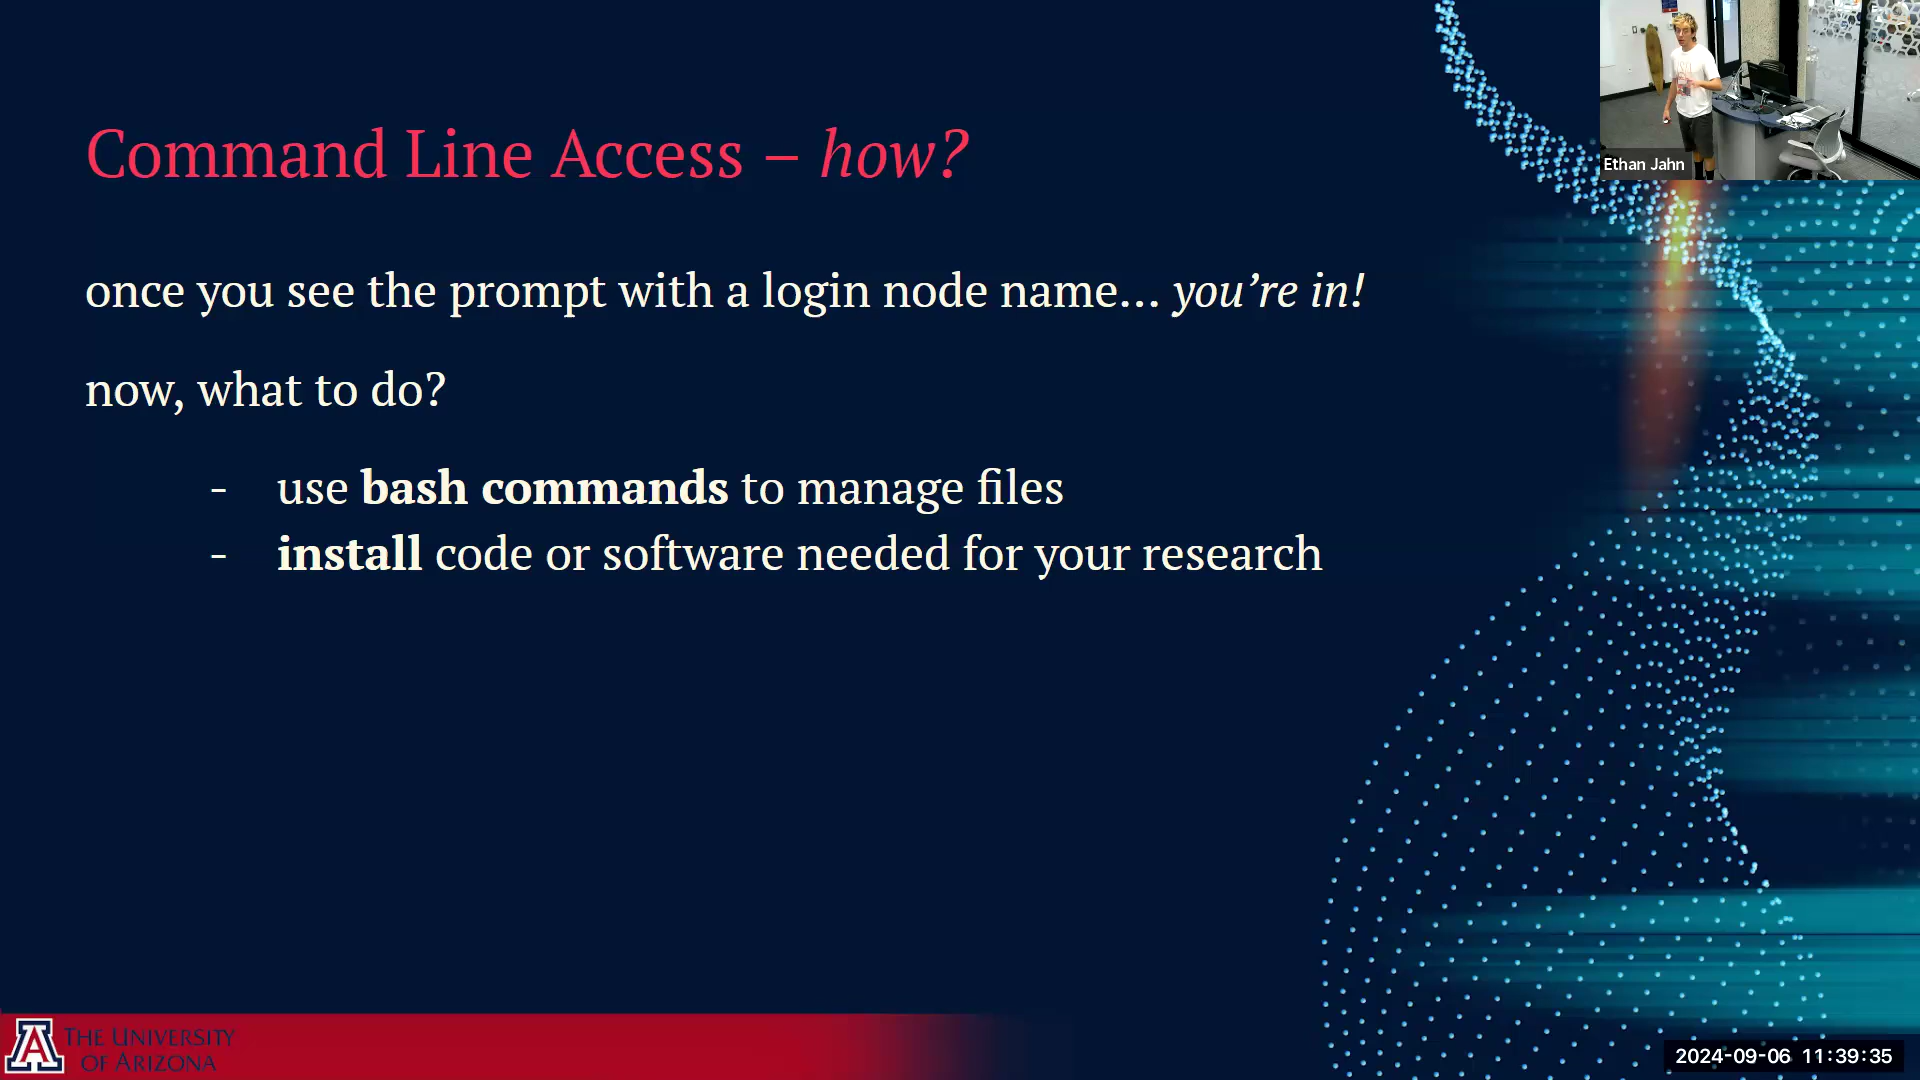 Command Line Access – how?
once you see the prompt with a login node name... you're in!
now, what to do?
- use bash commands to manage files
- install code or software needed for your research
Ethan Jahn
A
THE UNIVERSITY
OF ARIZONA
2024-09-06 11:39:35